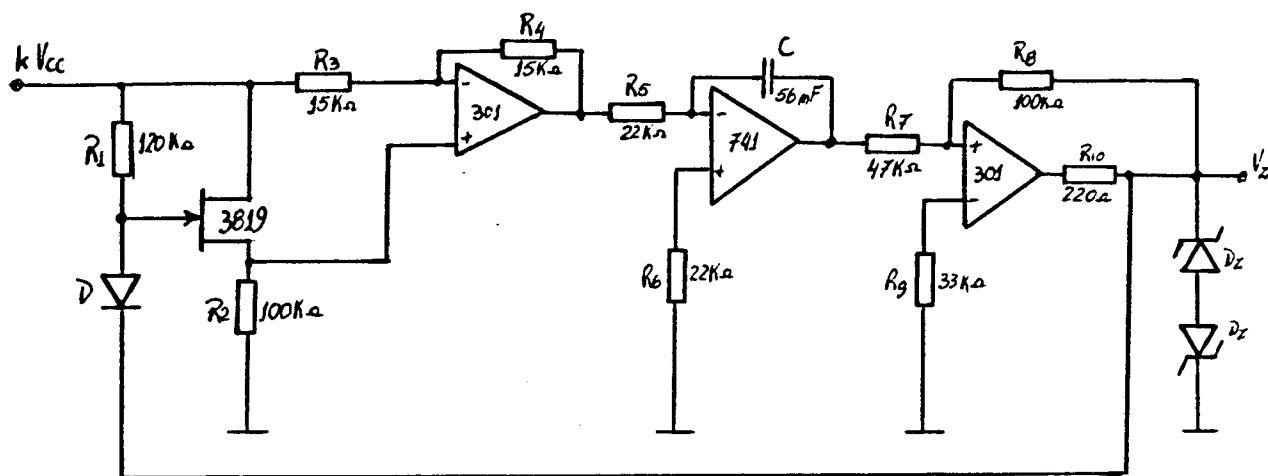 k Vcc
R1
120KΩ
3819
D
R2
100KΩ
R3
15KΩ
R4
15KΩ
-
+
301
R5
22KΩ
C
56mF
-
+
741
R6
22KΩ
R7
47KΩ
R8
100KΩ
+
-
301
R9
33KΩ
R10
220Ω
Vz
Dz
Dz